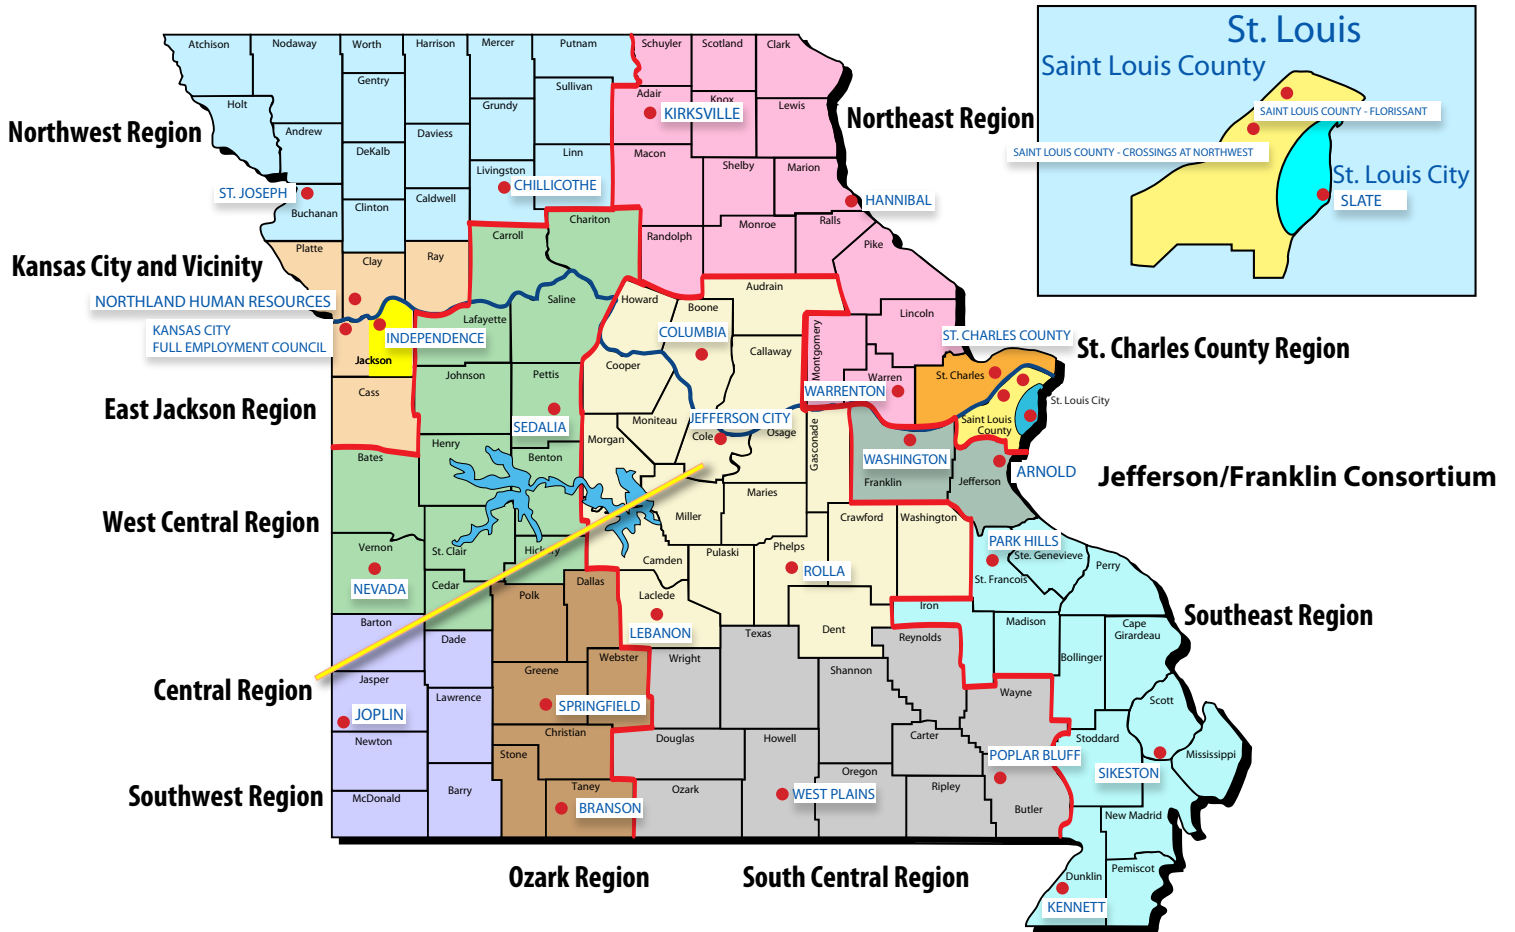 St. Louis
Saint Louis County
SAINT LOUIS COUNTY - FLORISSANT
SAINT LOUIS COUNTY - CROSSINGS AT NORTHWEST
St. Louis City
SLATE
Atchison
Nodaway
Worth
Harrison
Mercer
Putnam
Schuyler
Scotland
Clark
Gentry
Sullivan
Adair
Knox
Holt
Grundy
Lewis
KIRKSVILLE
Northwest Region
Northeast Region
Andrew
Daviess
DeKalb
Linn
Macon
Shelby
Marion
Livingston
CHILLICOTHE
ST. JOSEPH
Buchanan
Clinton
Caldwell
HANNIBAL
Chariton
Carroll
Randolph
Monroe
Ralls
Pike
Platte
Clay
Ray
Kansas City and Vicinity
NORTHLAND HUMAN RESOURCES
Audrain
Saline
Howard
Boone
Lincoln
Lafayette
KANSAS CITY
FULL EMPLOYMENT COUNCIL
INDEPENDENCE
COLUMBIA
Montgomery
ST. CHARLES COUNTY
St. Charles County Region
Jackson
Callaway
Cooper
Johnson
Pettis
Warren
St. Charles
Cass
WARRENTON
St. Louis City
East Jackson Region
SEDALIA
Moniteau
JEFFERSON CITY
Saint Louis
County
Morgan
Cole
Osage
Gasconade
Henry
Benton
Bates
WASHINGTON
Franklin
Jefferson
ARNOLD
Jefferson/Franklin Consortium
Maries
West Central Region
Miller
Crawford
Washington
Vernon
St. Clair
Hickory
Camden
Pulaski
Phelps
PARK HILLS
Ste. Genevieve
Perry
NEVADA
Cedar
ROLLA
St. Francois
Polk
Dallas
Laclede
Iron
Southeast Region
Barton
LEBANON
Texas
Dent
Reynolds
Madison
Cape
Girardeau
Dade
Bollinger
Greene
Webster
Wright
Shannon
Central Region
Jasper
Lawrence
Wayne
Scott
JOPLIN
SPRINGFIELD
Newton
Christian
Douglas
Howell
Carter
Stoddard
Stone
POPLAR BLUFF
Mississippi
Oregon
SIKESTON
Southwest Region
McDonald
Barry
Taney
BRANSON
Ozark
WEST PLAINS
Ripley
Butler
New Madrid
Ozark Region
South Central Region
Dunklin
Pemiscot
KENNETT